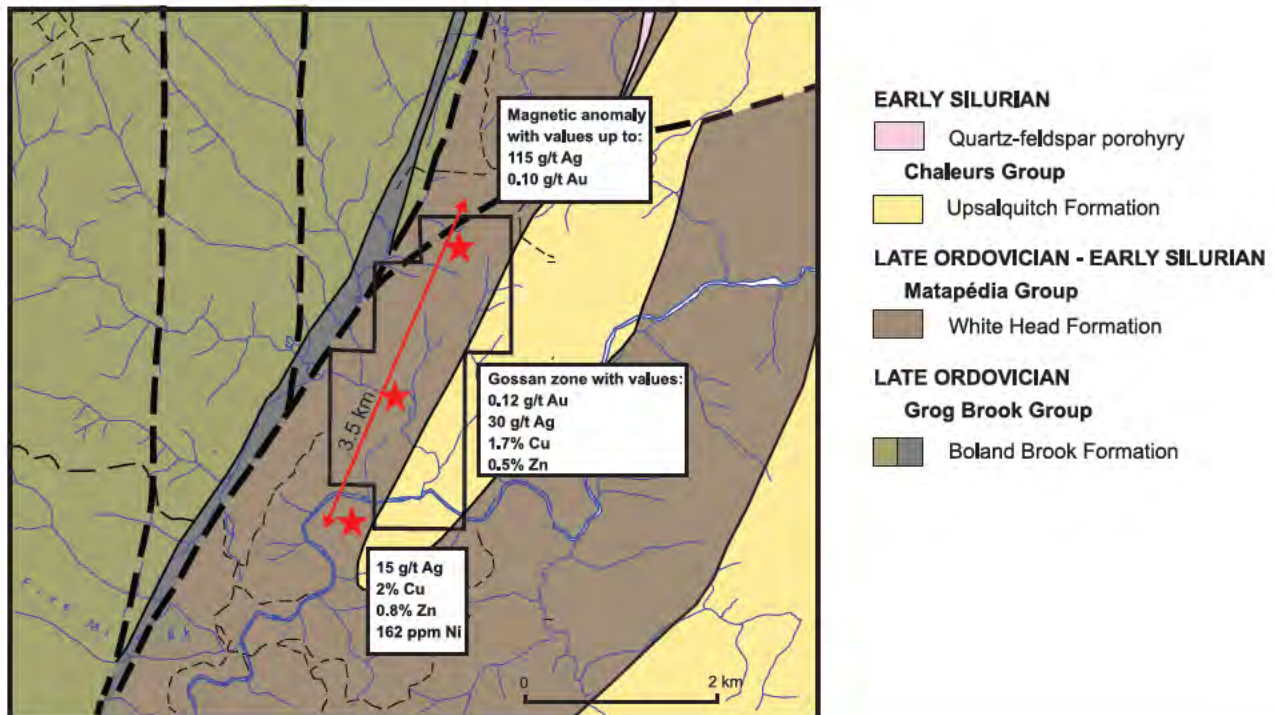 Magnetic anomaly
with values up to:
115 g/t Ag
0.10 g/t Au
3.5 km
Gossan zone with values:
0.12 g/t Au
30 g/t Ag
1.7% Cu
0.5% Zn
15 g/t Ag
2% Cu
0.8% Zn
162 ppm Ni
Five Mi Bk
0 2 km
EARLY SILURIAN
Quartz-feldspar porohyry
Chaleurs Group
Upsalquitch Formation
LATE ORDOVICIAN - EARLY SILURIAN
Matapédia Group
White Head Formation
LATE ORDOVICIAN
Grog Brook Group
Boland Brook Formation